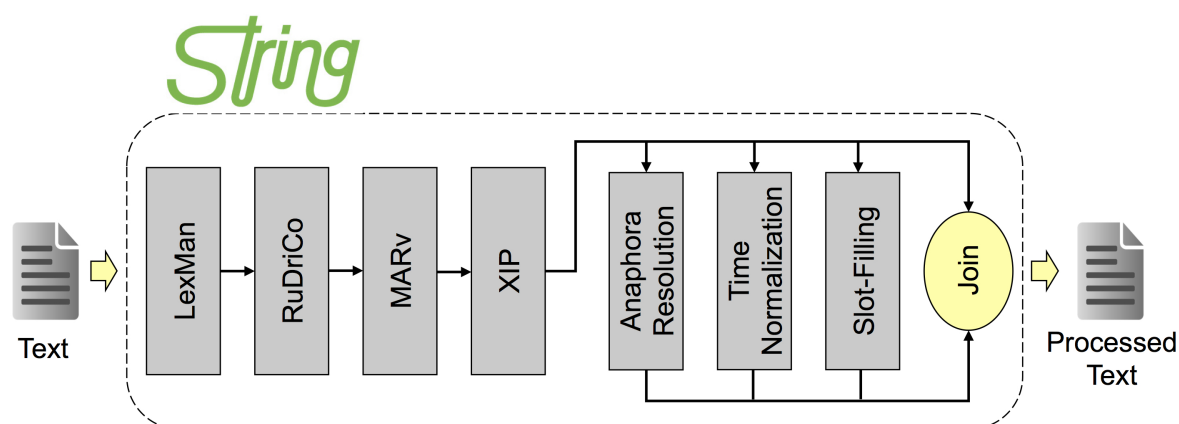 String
LexMan
RuDriCo
MARv
XIP
Anaphora
Resolution
Time
Normalization
Slot-Filling
Join
Text
Processed
Text